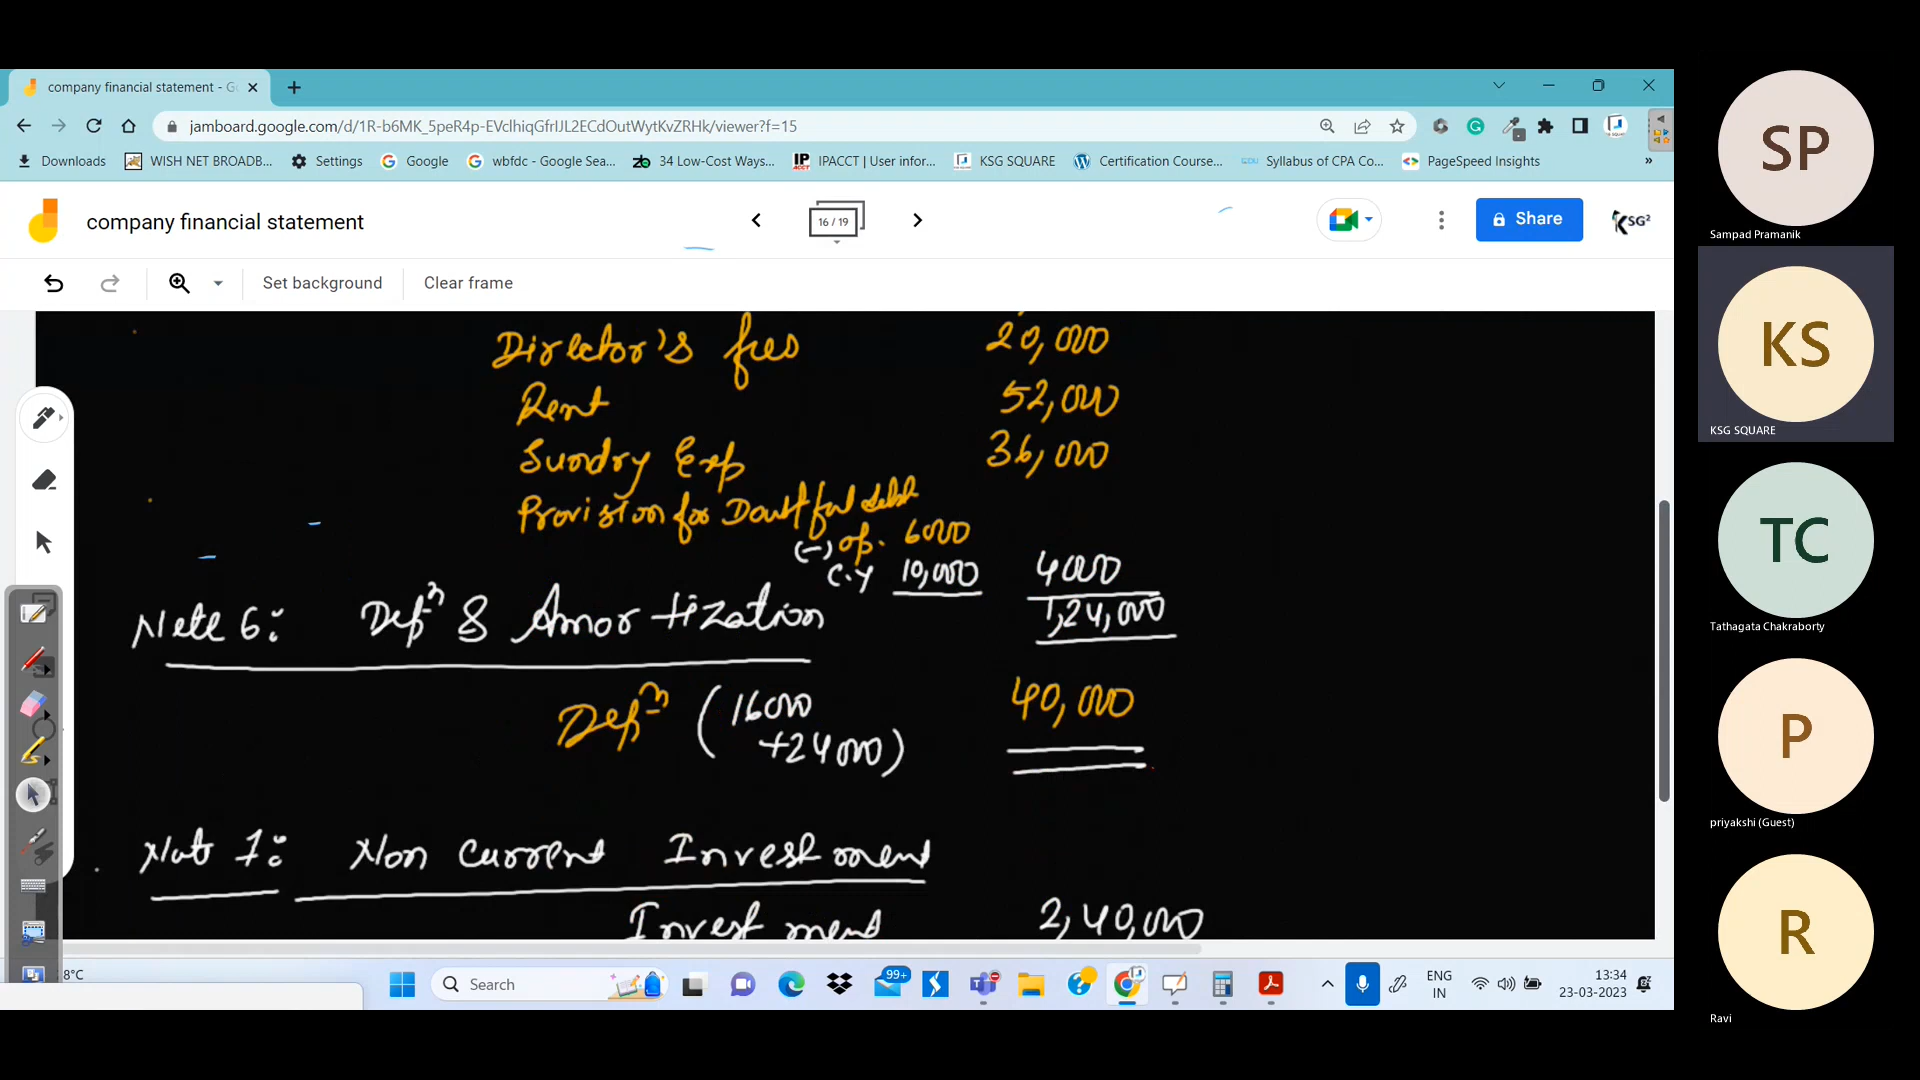 company financial statement - G
jamboard.google.com/d/1R-b6MK_5peR4p-EVclhiqGfrIJL2ECdOutWytKvZRHk/viewer?f=15
Downloads WISH NET BROADB... Settings Google wbfdc - Google Sea... 34 Low-Cost Ways... IPACCT | User infor... KSG SQUARE Certification Course... Syllabus of CPA Co... PageSpeed Insights »
company financial statement 16 / 19 Share KSG²
Set background Clear frame
Director's fees 20,000
Rent 52,000
Sundry Exp 36,000
Provision for Doubtful debt
(-) op. 6000
C.Y 10,000 4000
1,24,000
Note 6: Dep^n & Amortization
Dep^n (16000 40,000
+24000)
Note 7: Non Current Investment
Investment 2,40,000
8°C
Search 99+ ENG IN 13:34 23-03-2023
SP
Sampad Pramanik
KS
KSG SQUARE
TC
Tathagata Chakraborty
P
priyakshi (Guest)
R
Ravi